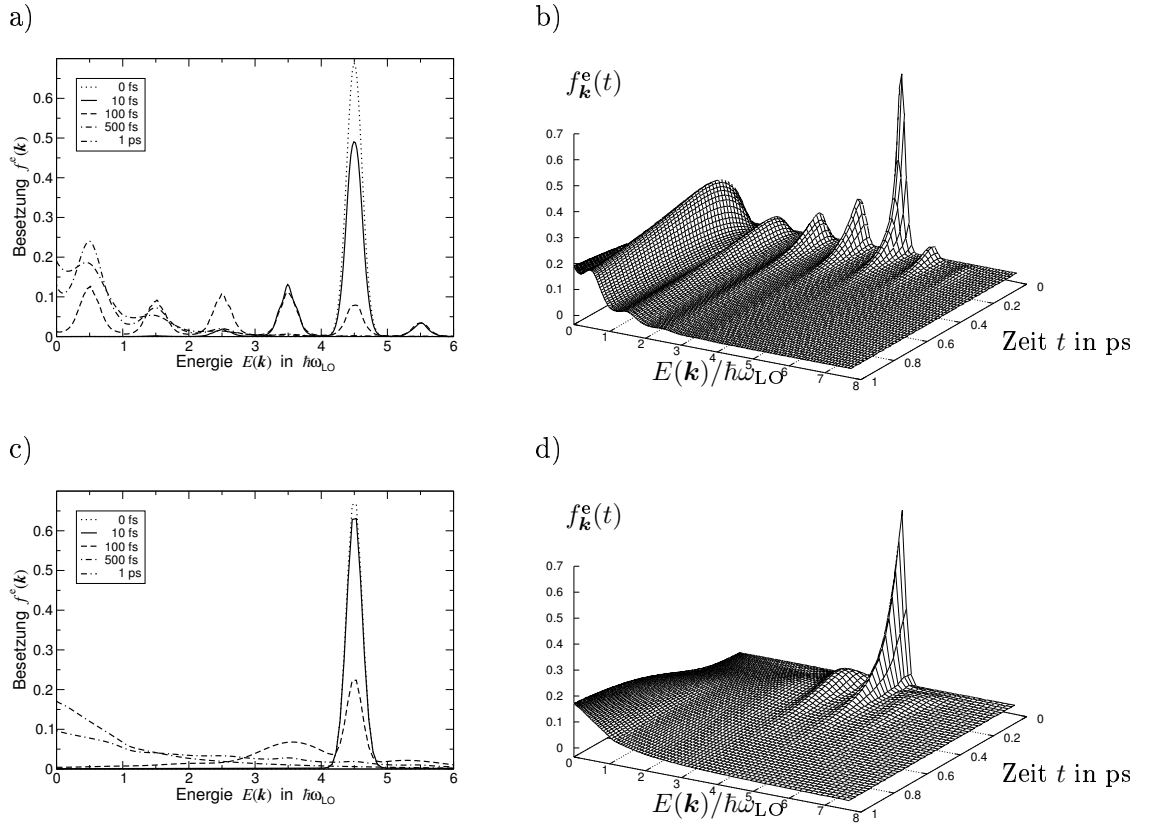 a)
0.6
0.5
0.4
0.3
0.2
0.1
0
Besetzung f^e(k)
0 fs
10 fs
100 fs
500 fs
1 ps
0 1 2 3 4 5 6
Energie E(k) in ħω_LO
b)
f_k^e(t)
0.7
0.6
0.5
0.4
0.3
0.2
0.1
0
0 1 2 3 4 5 6 7 8
E(k)/ħω_LO
0
0.2
0.4
0.6
0.8
1
Zeit t in ps
c)
0.6
0.5
0.4
0.3
0.2
0.1
0
Besetzung f^e(k)
0 fs
10 fs
100 fs
500 fs
1 ps
0 1 2 3 4 5 6
Energie E(k) in ħω_LO
d)
f_k^e(t)
0.7
0.6
0.5
0.4
0.3
0.2
0.1
0
0 1 2 3 4 5 6 7 8
E(k)/ħω_LO
0
0.2
0.4
0.6
0.8
1
Zeit t in ps